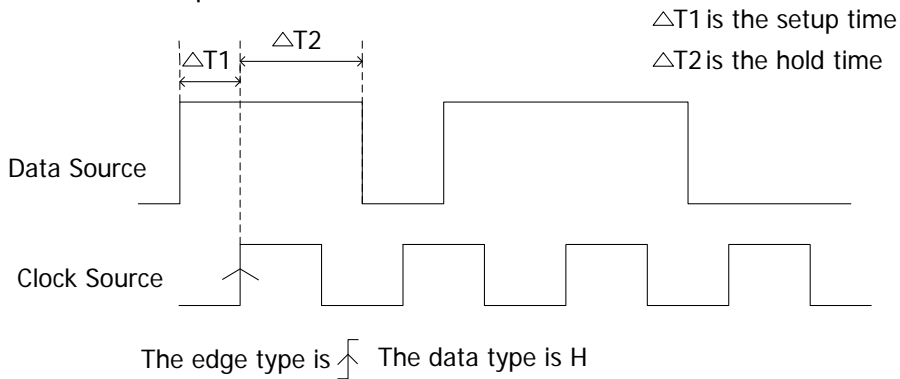 △T1 is the setup time
△T2 is the hold time
△T1
△T2
Data Source
Clock Source
The edge type is The data type is H